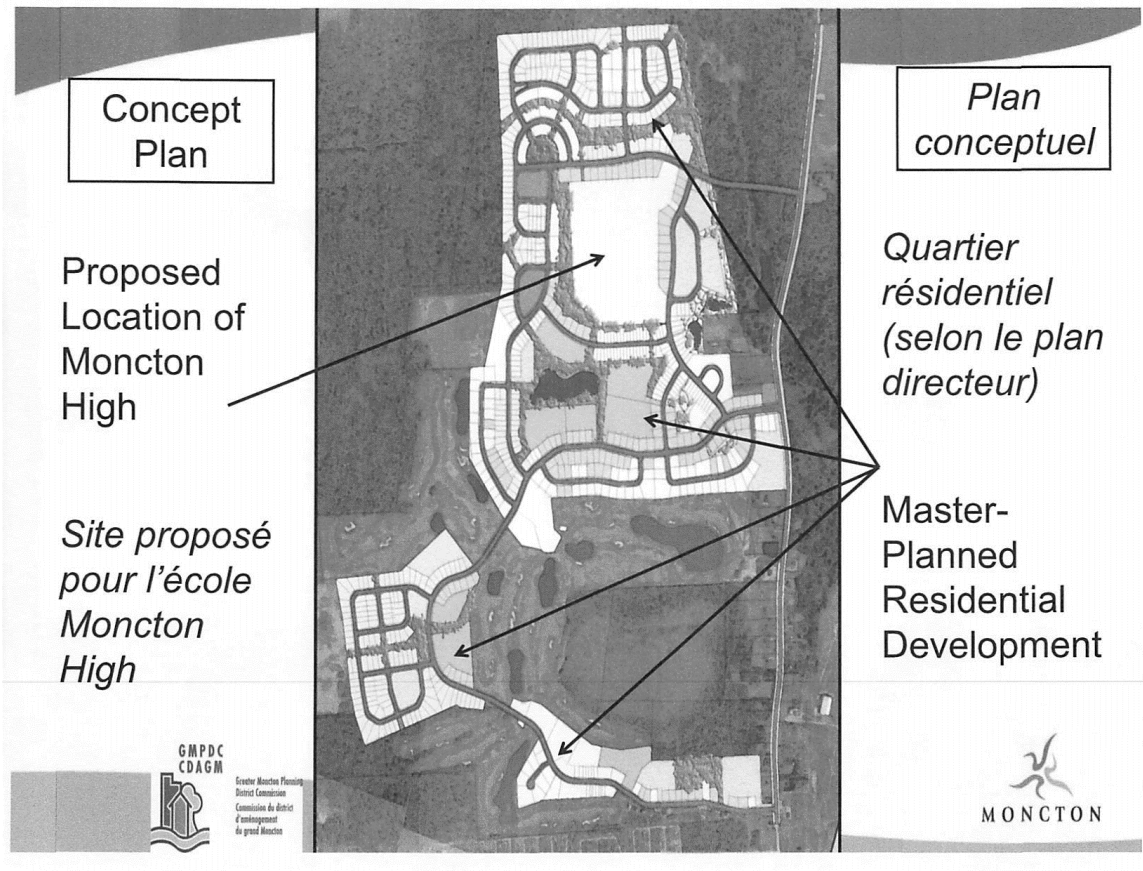 Concept
Plan
Proposed
Location of
Moncton
High
Site proposé
pour l'école
Moncton
High
GMPDC
CDAGM
Greater Moncton Planning
District Commission
Commission du district
d'aménagement
du grand Moncton
Plan
conceptuel
Quartier
résidentiel
(selon le plan
directeur)
Master-
Planned
Residential
Development
MONCTON